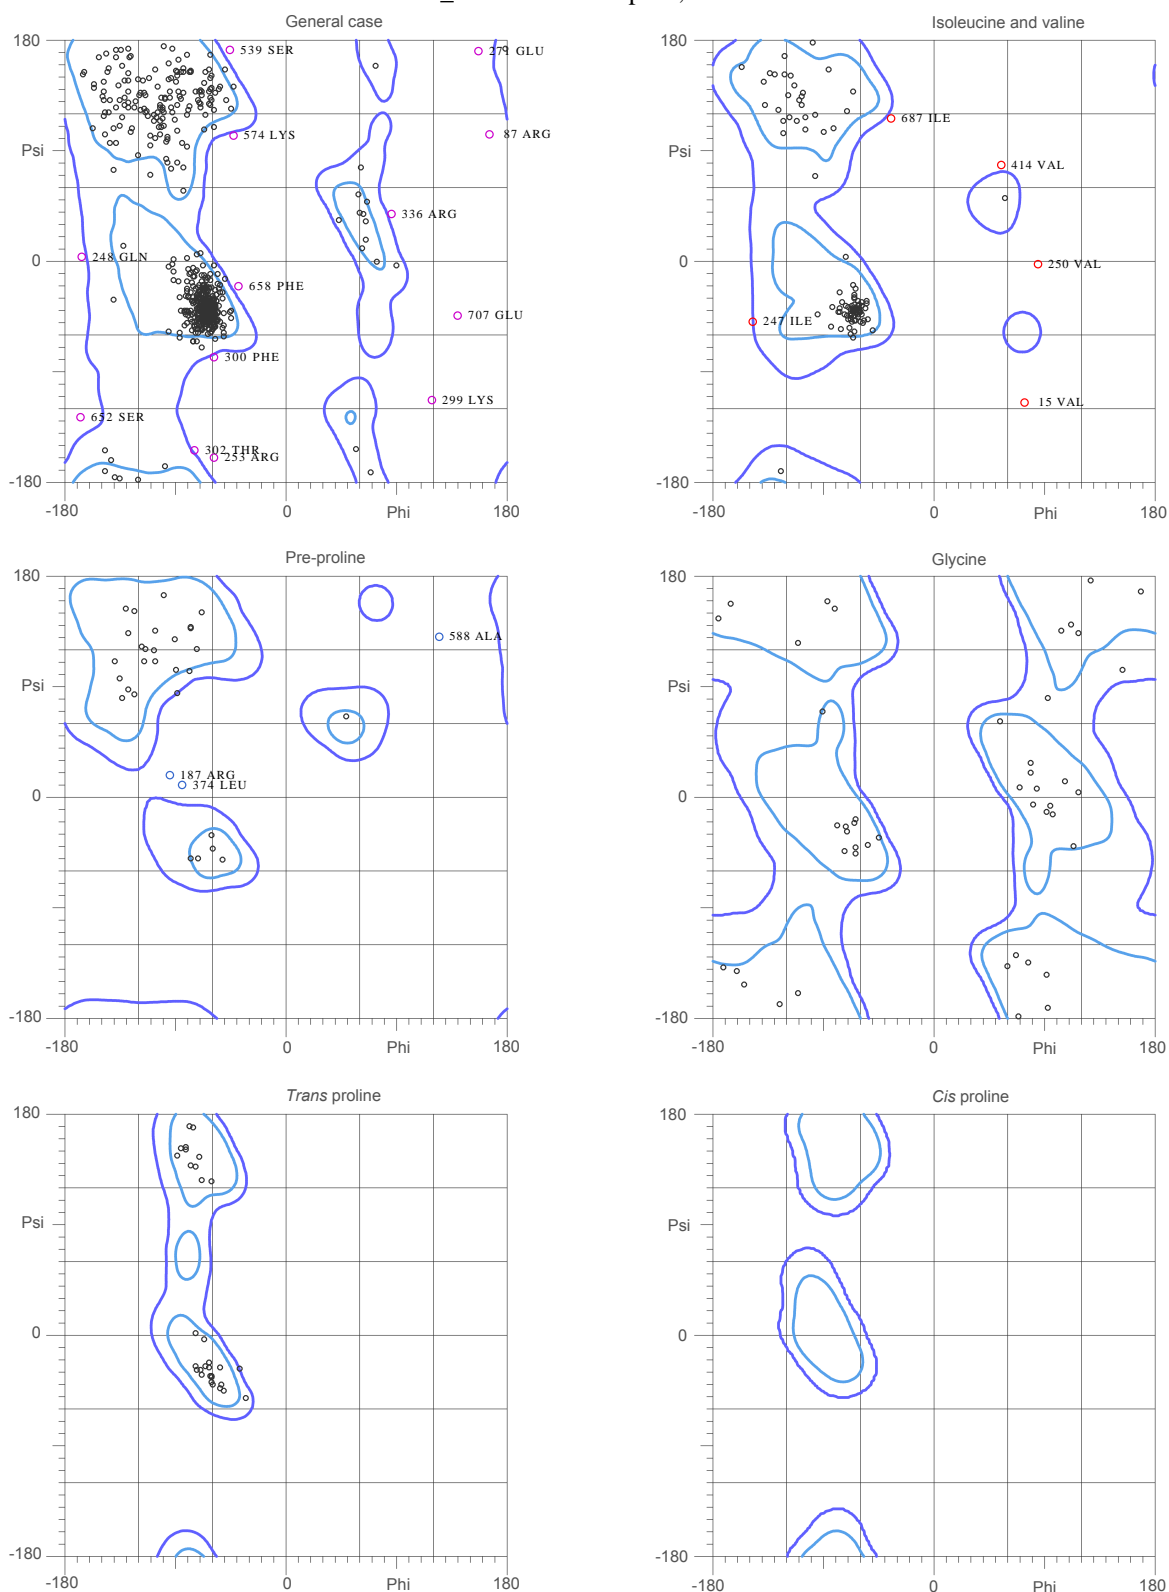 General case
Isoleucine and valine
180
539 SER
271 GLU
574 LYS
87 ARG
Psi
336 ARG
0
248 GLN
658 PHE
707 GLU
300 PHE
299 LYS
652 SER
302 THR
253 ARG
-180
-180
0
Phi
180
180
687 ILE
Psi
414 VAL
0
250 VAL
247 ILE
15 VAL
-180
-180
0
Phi
180
Pre-proline
Glycine
180
588 ALA
Psi
187 ARG
374 LEU
0
-180
-180
0
Phi
180
180
Psi
0
-180
-180
0
Phi
180
Trans proline
Cis proline
180
Psi
0
-180
-180
0
Phi
180
180
Psi
0
-180
-180
0
Phi
180